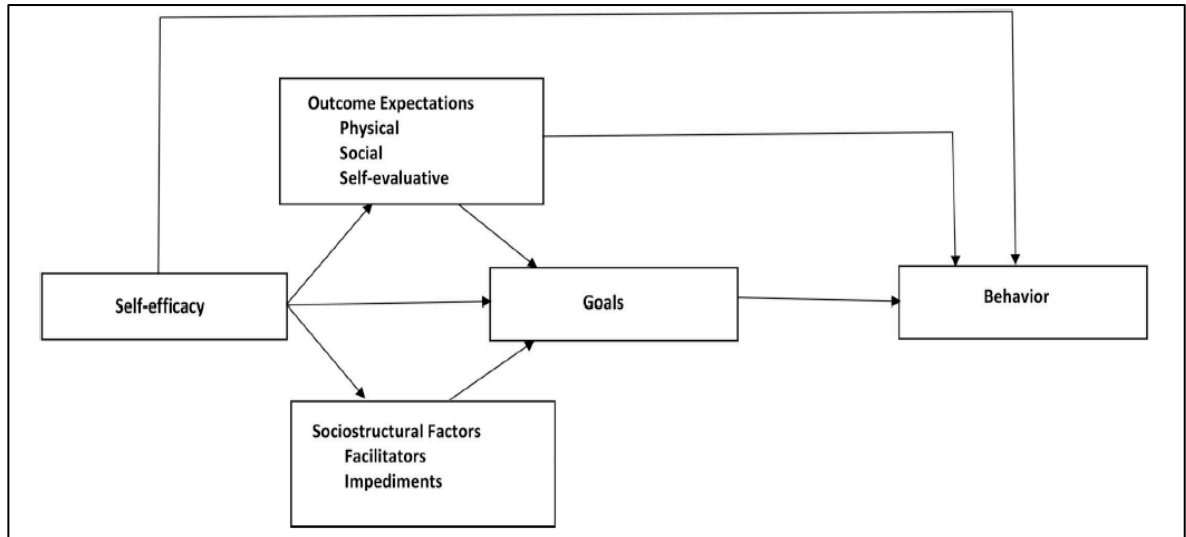 Outcome Expectations
Physical
Social
Self-evaluative
Self-efficacy
Goals
Behavior
Sociostructural Factors
Facilitators
Impediments